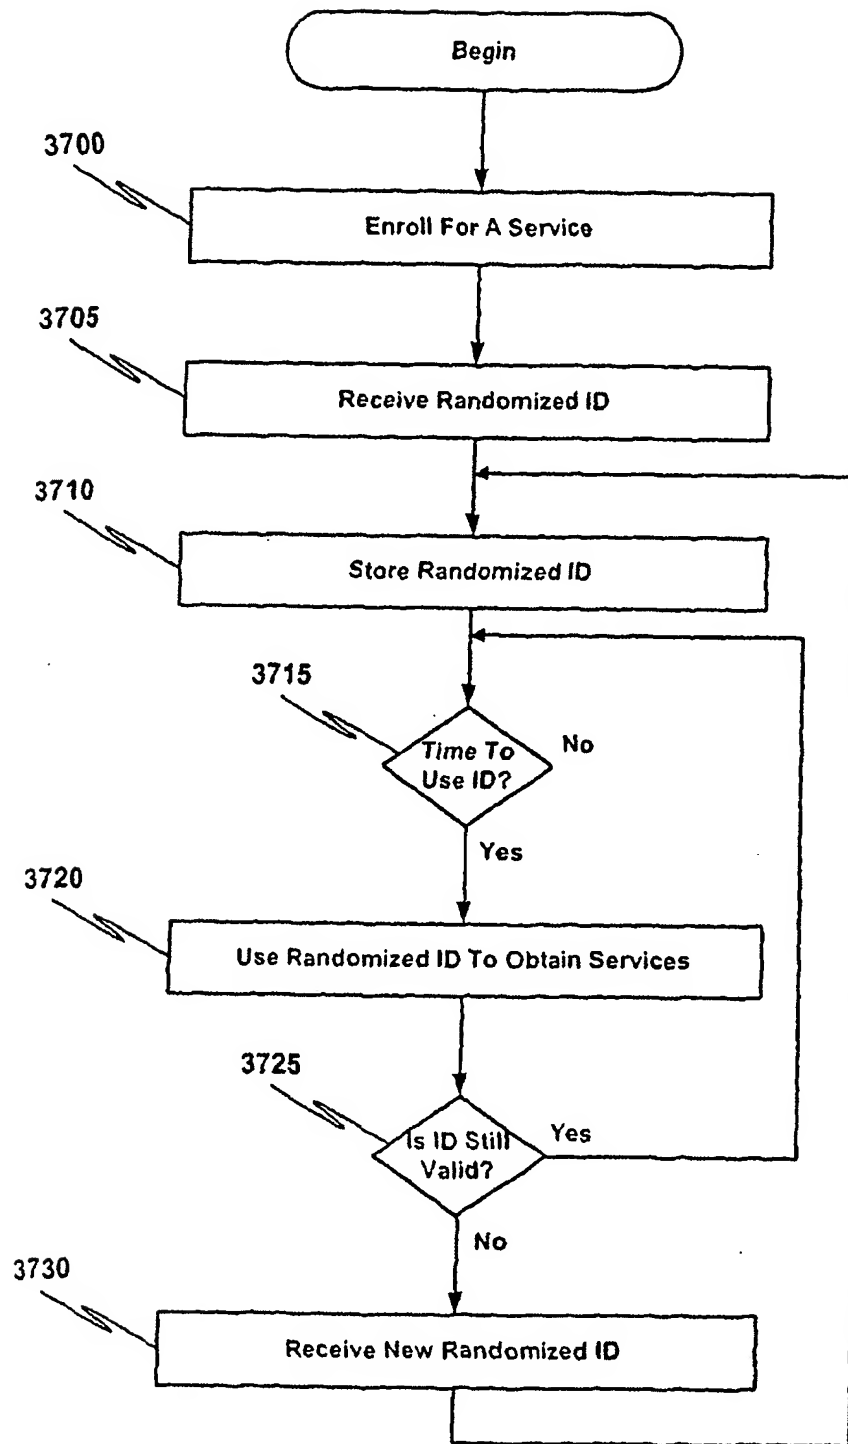 Begin
3700
Enroll For A Service
3705
Receive Randomized ID
3710
Store Randomized ID
3715
Time To
Use ID?
No
Yes
3720
Use Randomized ID To Obtain Services
3725
Is ID Still
Valid?
Yes
No
3730
Receive New Randomized ID